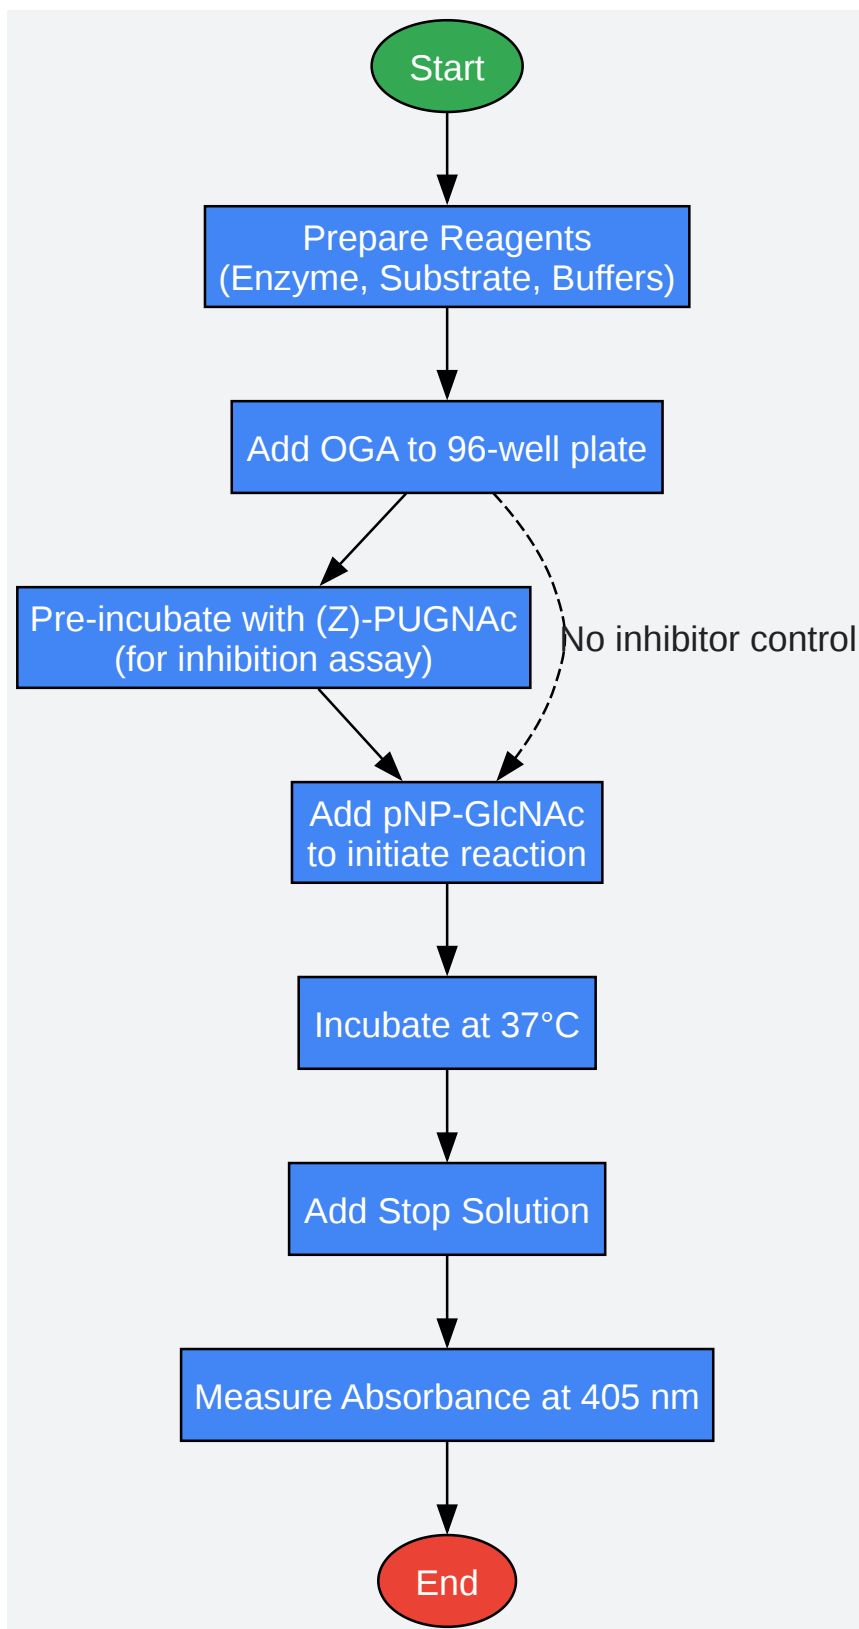 Start
Prepare Reagents
(Enzyme, Substrate, Buffers)
Add OGA to 96-well plate
Pre-incubate with (Z)-PUGNAc
(for inhibition assay)
No inhibitor control
Add pNP-GlcNAc
to initiate reaction
Incubate at 37°C
Add Stop Solution
Measure Absorbance at 405 nm
End